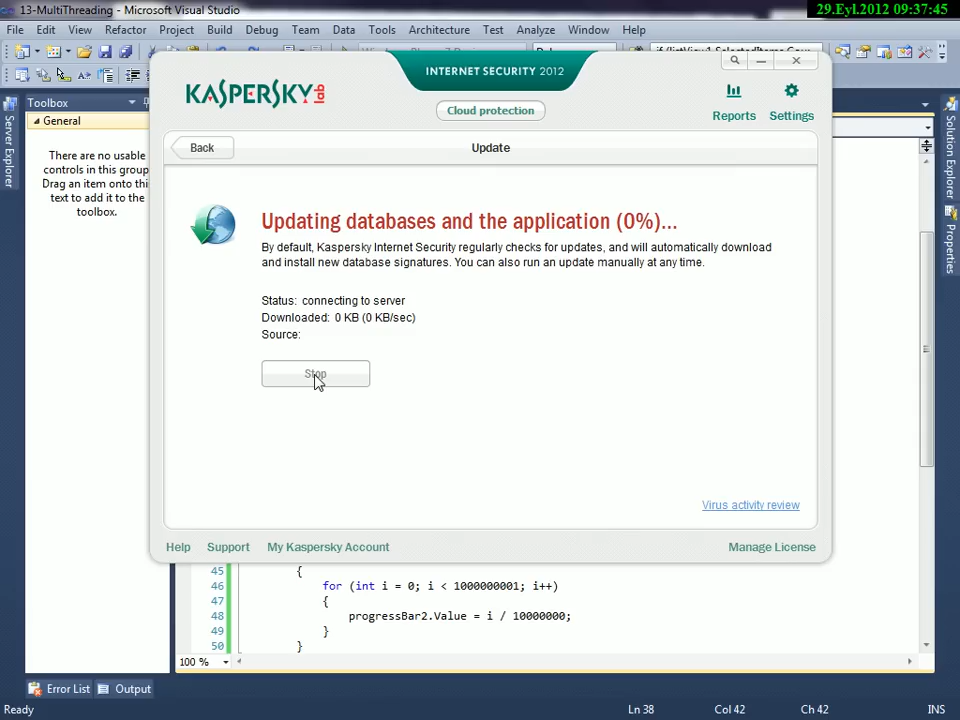 13-MultiThreading - Microsoft Visual Studio
29.Eyl.2012 09:37:45
File Edit View Refactor Project Build Debug Team Data Tools Architecture Test Analyze Window Help
INTERNET SECURITY 2012
KASPERSKY lab
Cloud protection
Reports
Settings
Toolbox
General
There are no usable
controls in this group.
Drag an item onto this
text to add it to the
toolbox.
Server Explorer
Solution Explorer
Properties
Back
Update
Updating databases and the application (0%)...
By default, Kaspersky Internet Security regularly checks for updates, and will automatically download
and install new database signatures. You can also run an update manually at any time.
Status: connecting to server
Downloaded: 0 KB (0 KB/sec)
Source:
Stop
Virus activity review
Help Support My Kaspersky Account Manage License
45 {
46 for (int i = 0; i < 1000000001; i++)
47 {
48 progressBar2.Value = i / 10000000;
49 }
50 }
100 %
Error List Output
Ready Ln 38 Col 42 Ch 42 INS